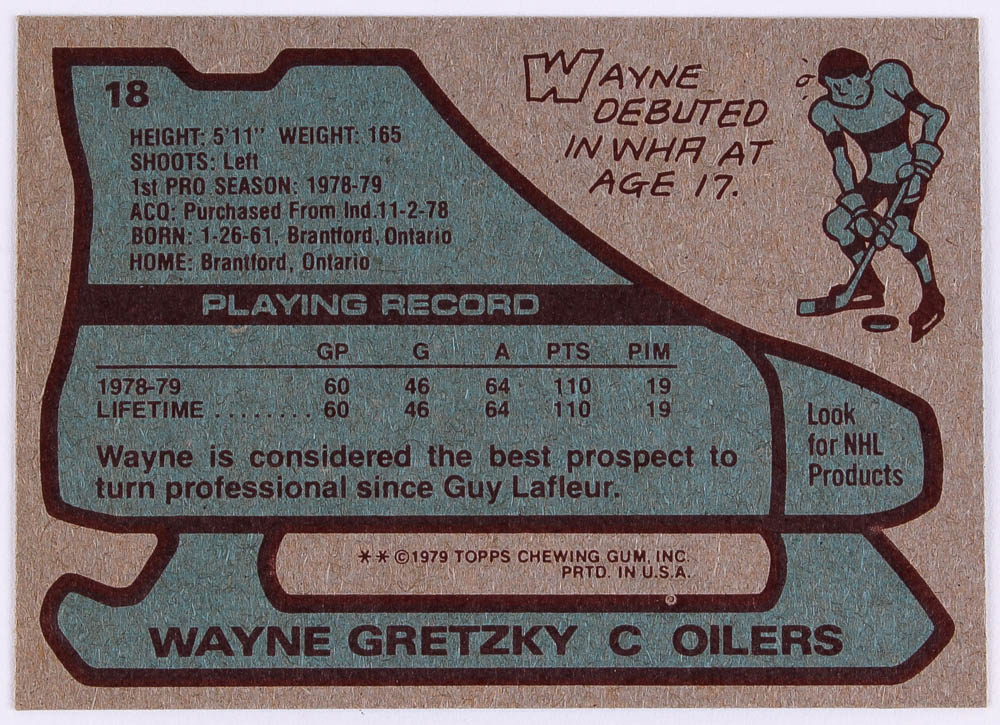 18
WAYNE
DEBUTED
IN WHA AT
AGE 17.
HEIGHT: 5'11" WEIGHT: 165
SHOOTS: Left
1st PRO SEASON: 1978-79
ACQ: Purchased From Ind.11-2-78
BORN: 1-26-61, Brantford, Ontario
HOME: Brantford, Ontario
PLAYING RECORD
GP G A PTS PIM
1978-79 60 46 64 110 19
LIFETIME ........ 60 46 64 110 19
Wayne is considered the best prospect to
turn professional since Guy Lafleur.
Look
for NHL
Products
** ©1979 TOPPS CHEWING GUM, INC.
PRTD. IN U.S.A.
WAYNE GRETZKY C OILERS